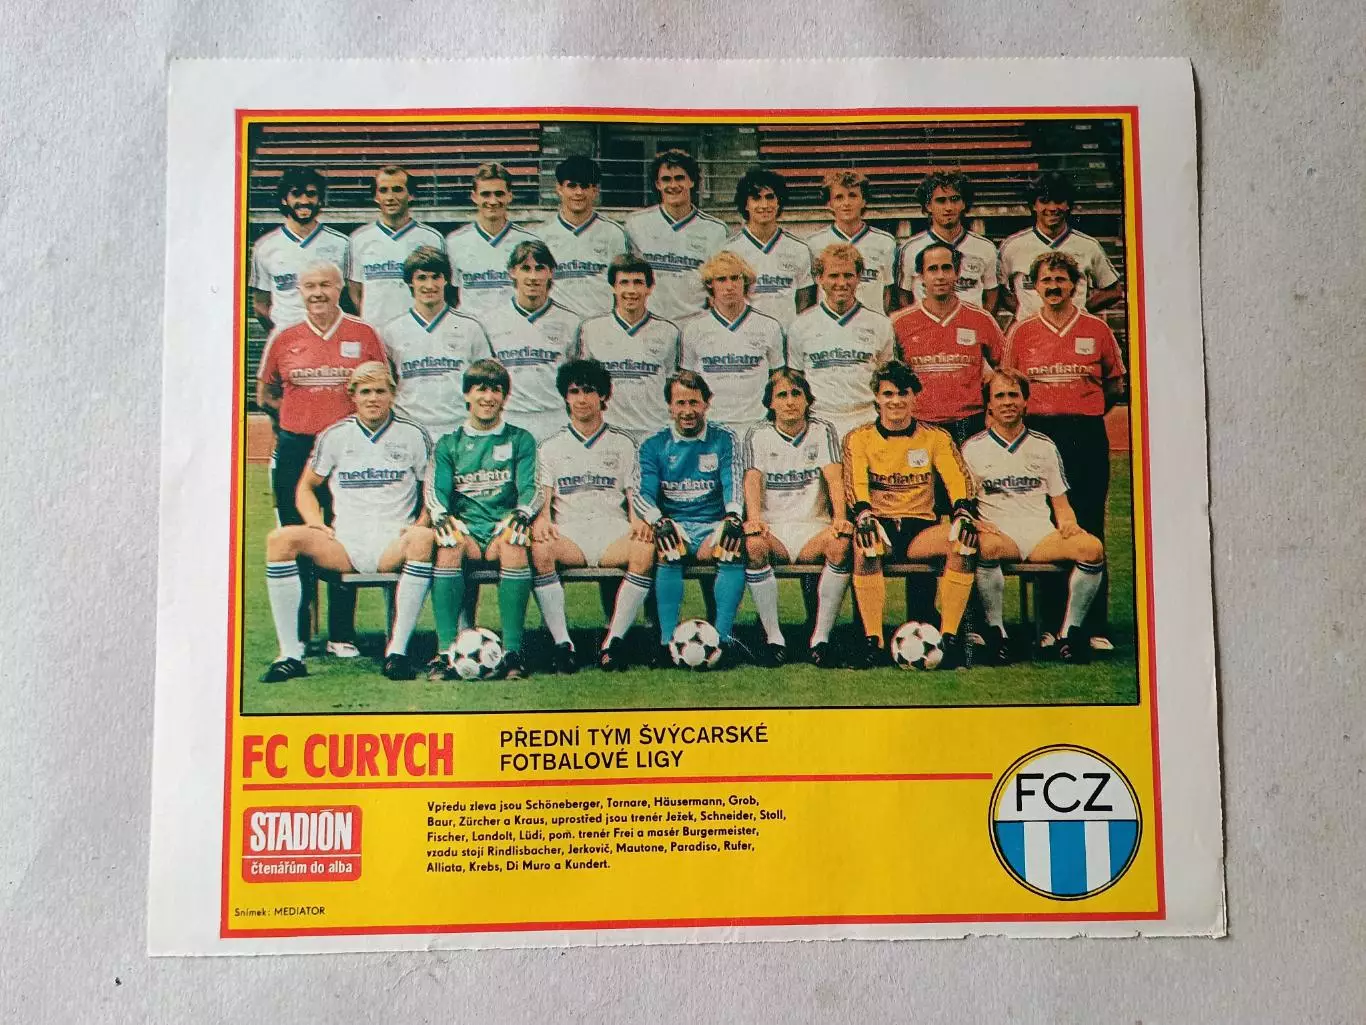 mediator
mediator
mediator
mediator
mediator
mediator
mediator
mediator
mediator
mediator
mediator
mediator
mediator
FC CURYCH
PŘEDNÍ TÝM ŠVÝCARSKÉ
FOTBALOVÉ LIGY
STADIÓN
čtenářům do alba
Vpředu zleva jsou Schöneberger, Tornare, Häusermann, Grob,
Baur, Zürcher a Kraus, uprostřed jsou trenér Ježek, Schneider, Stoll,
Fischer, Landolt, Lüdi, pom. trenér Frei a masér Burgermeister,
vzadu stojí Rindlisbacher, Jerkovič, Mautone, Paradiso, Rufer,
Alliata, Krebs, Di Muro a Kundert.
FCZ
Snímek: MEDIATOR